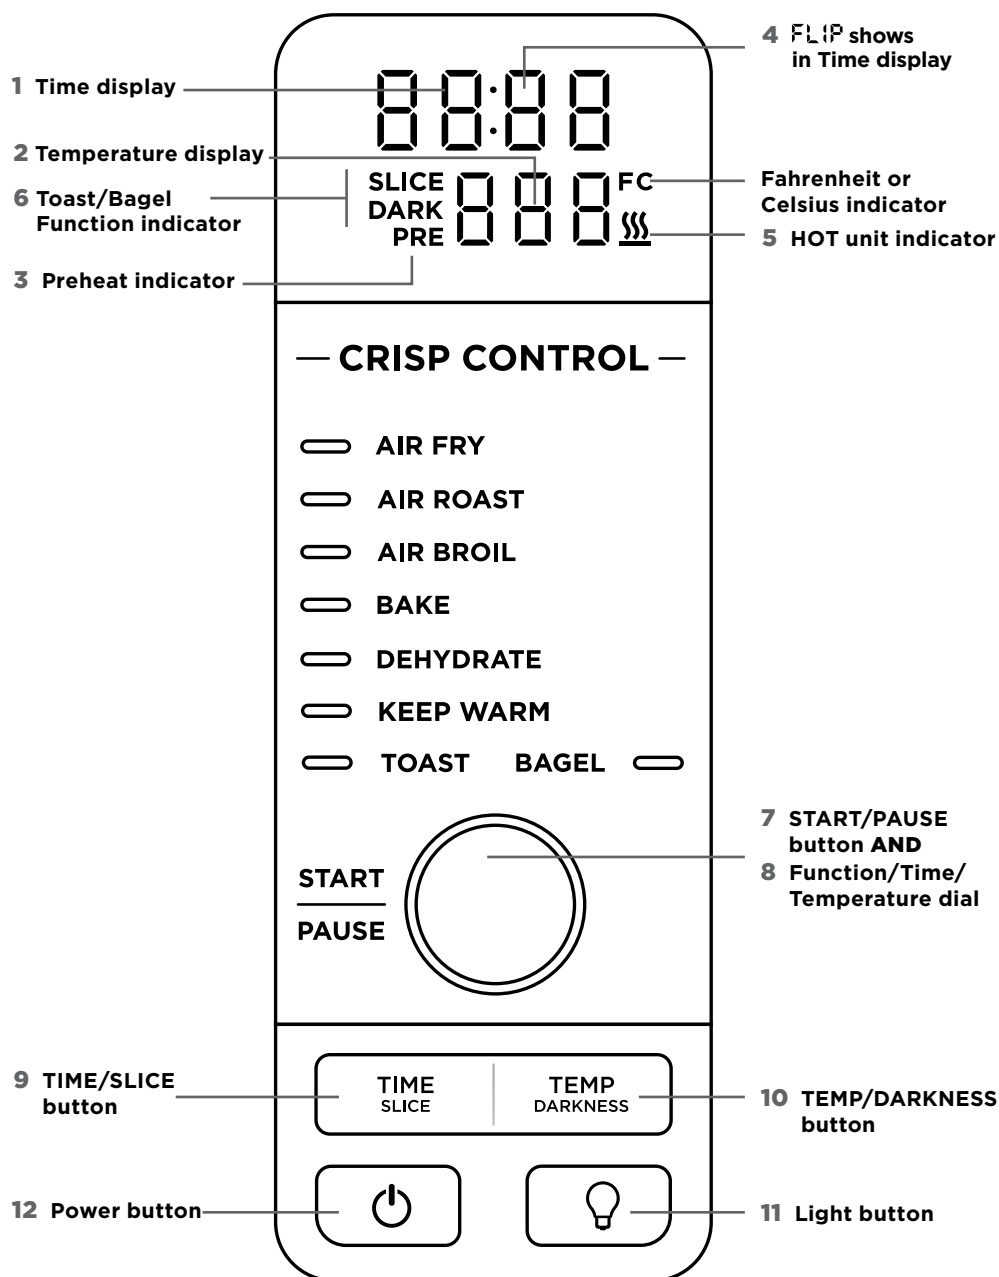 4 FLIP shows
in Time display
1 Time display
88:88
2 Temperature display
6 Toast/Bagel
Function indicator
SLICE
DARK
PRE
888
F C
Fahrenheit or
Celsius indicator
5 HOT unit indicator
3 Preheat indicator
CRISP CONTROL
AIR FRY
AIR ROAST
AIR BROIL
BAKE
DEHYDRATE
KEEP WARM
TOAST BAGEL
7 START/PAUSE
button AND
8 Function/Time/
Temperature dial
START
PAUSE
9 TIME/SLICE
button
TIME
SLICE
TEMP
DARKNESS
10 TEMP/DARKNESS
button
12 Power button
11 Light button